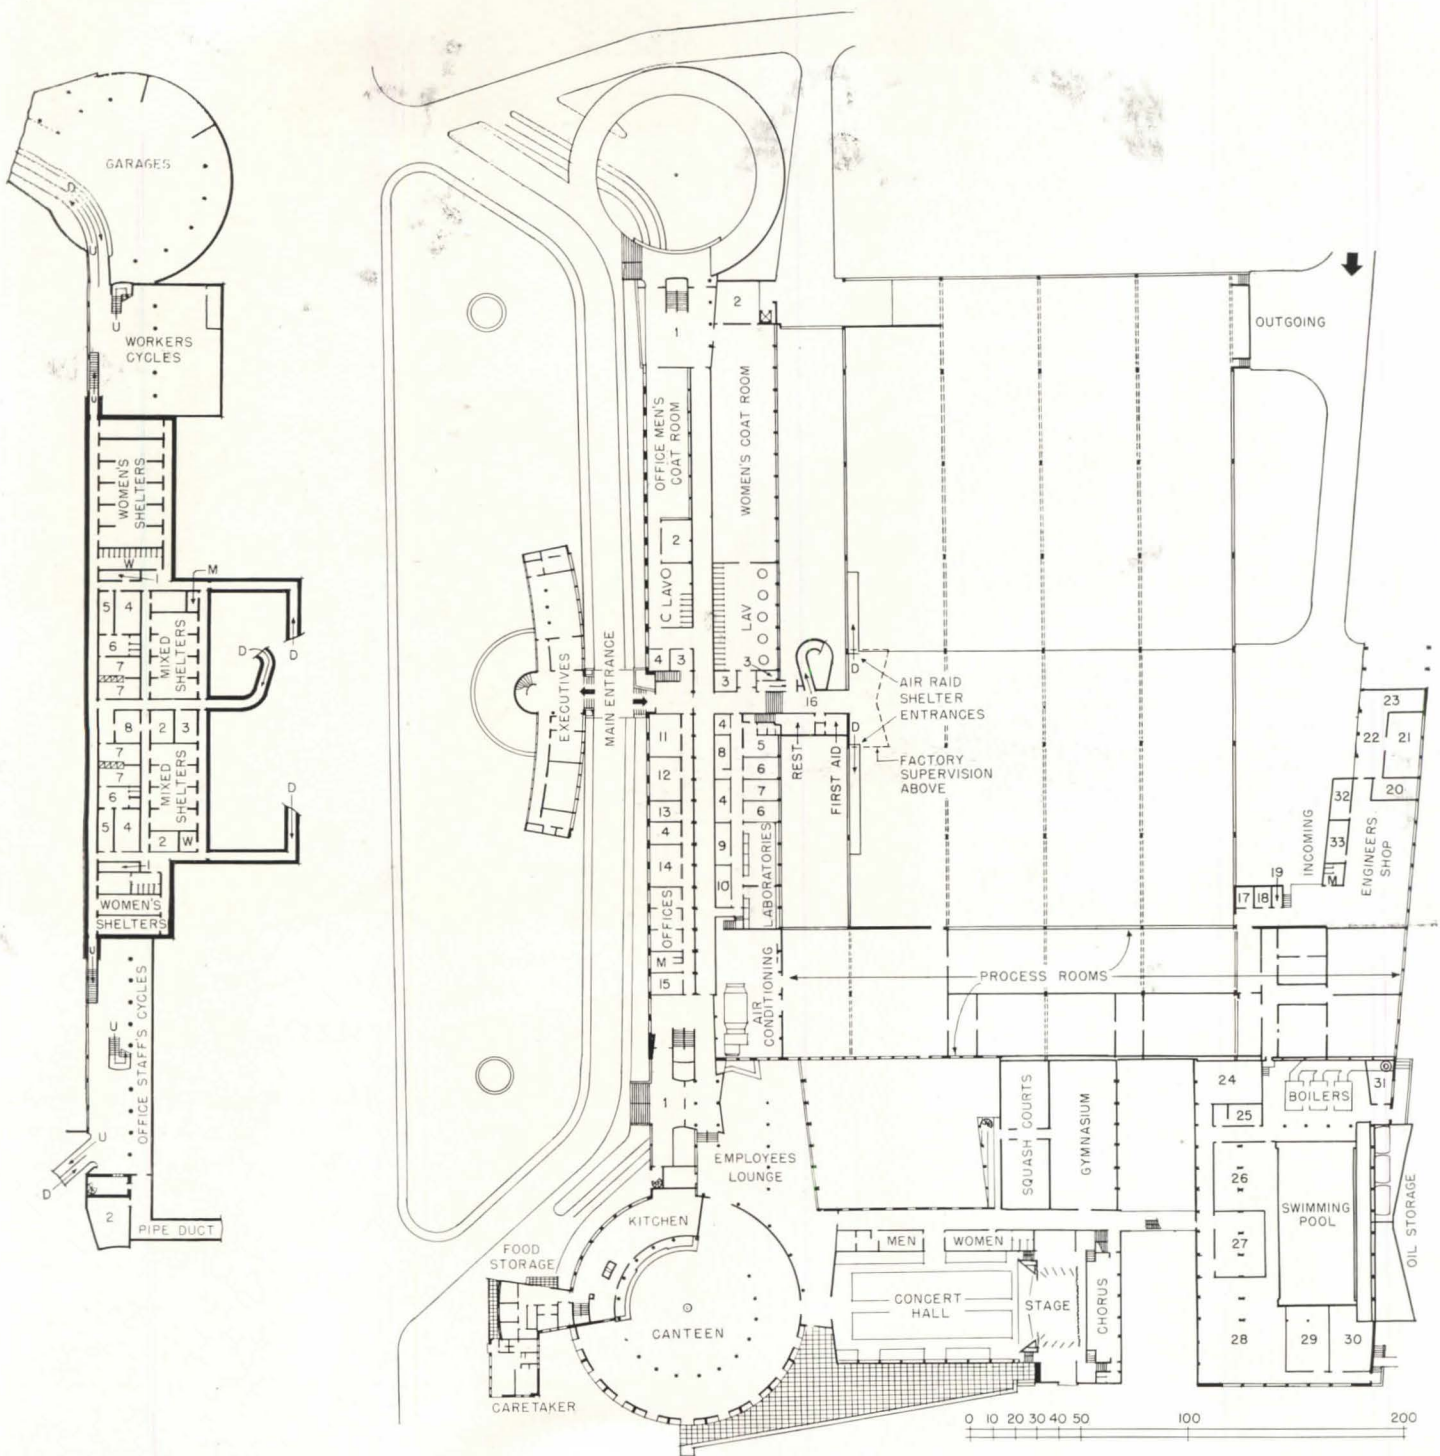 GARAGES
U
U
U
WORKERS
CYCLES
U
WOMEN'S
SHELTERS
W
M
5 4
MIXED
SHELTERS
6
7
7
D
D
8 2 3
7
7
MIXED
SHELTERS
6
5 4
2 W
D
WOMEN'S
SHELTERS
U
OFFICE STAFF'S CYCLES
U
U
D
2
PIPE DUCT
2
1
OFFICE MEN'S
COAT ROOM
WOMEN'S COAT ROOM
2
C LAVO
LAV
4 3
3
3
16
EXECUTIVES
MAIN ENTRANCE
D
AIR RAID
SHELTER
ENTRANCES
D
FACTORY
SUPERVISION
ABOVE
REST
FIRST AID
11
12
13
4
14
OFFICES
M
15
4
8
4
9
10
5
6
7
6
LABORATORIES
AIR
CONDITIONING
PROCESS ROOMS
OUTGOING
INCOMING
23
22 21
20
32
33
M
ENGINEERS
SHOP
19
17 18
1
EMPLOYEES
LOUNGE
SQUASH COURTS
GYMNASIUM
24
25
BOILERS
31
26
27
SWIMMING
POOL
OIL STORAGE
28 29 30
KITCHEN
FOOD
STORAGE
CANTEEN
CARETAKER
MEN WOMEN
CONCERT
HALL
STAGE
CHORUS
0 10 20 30 40 50 100 200